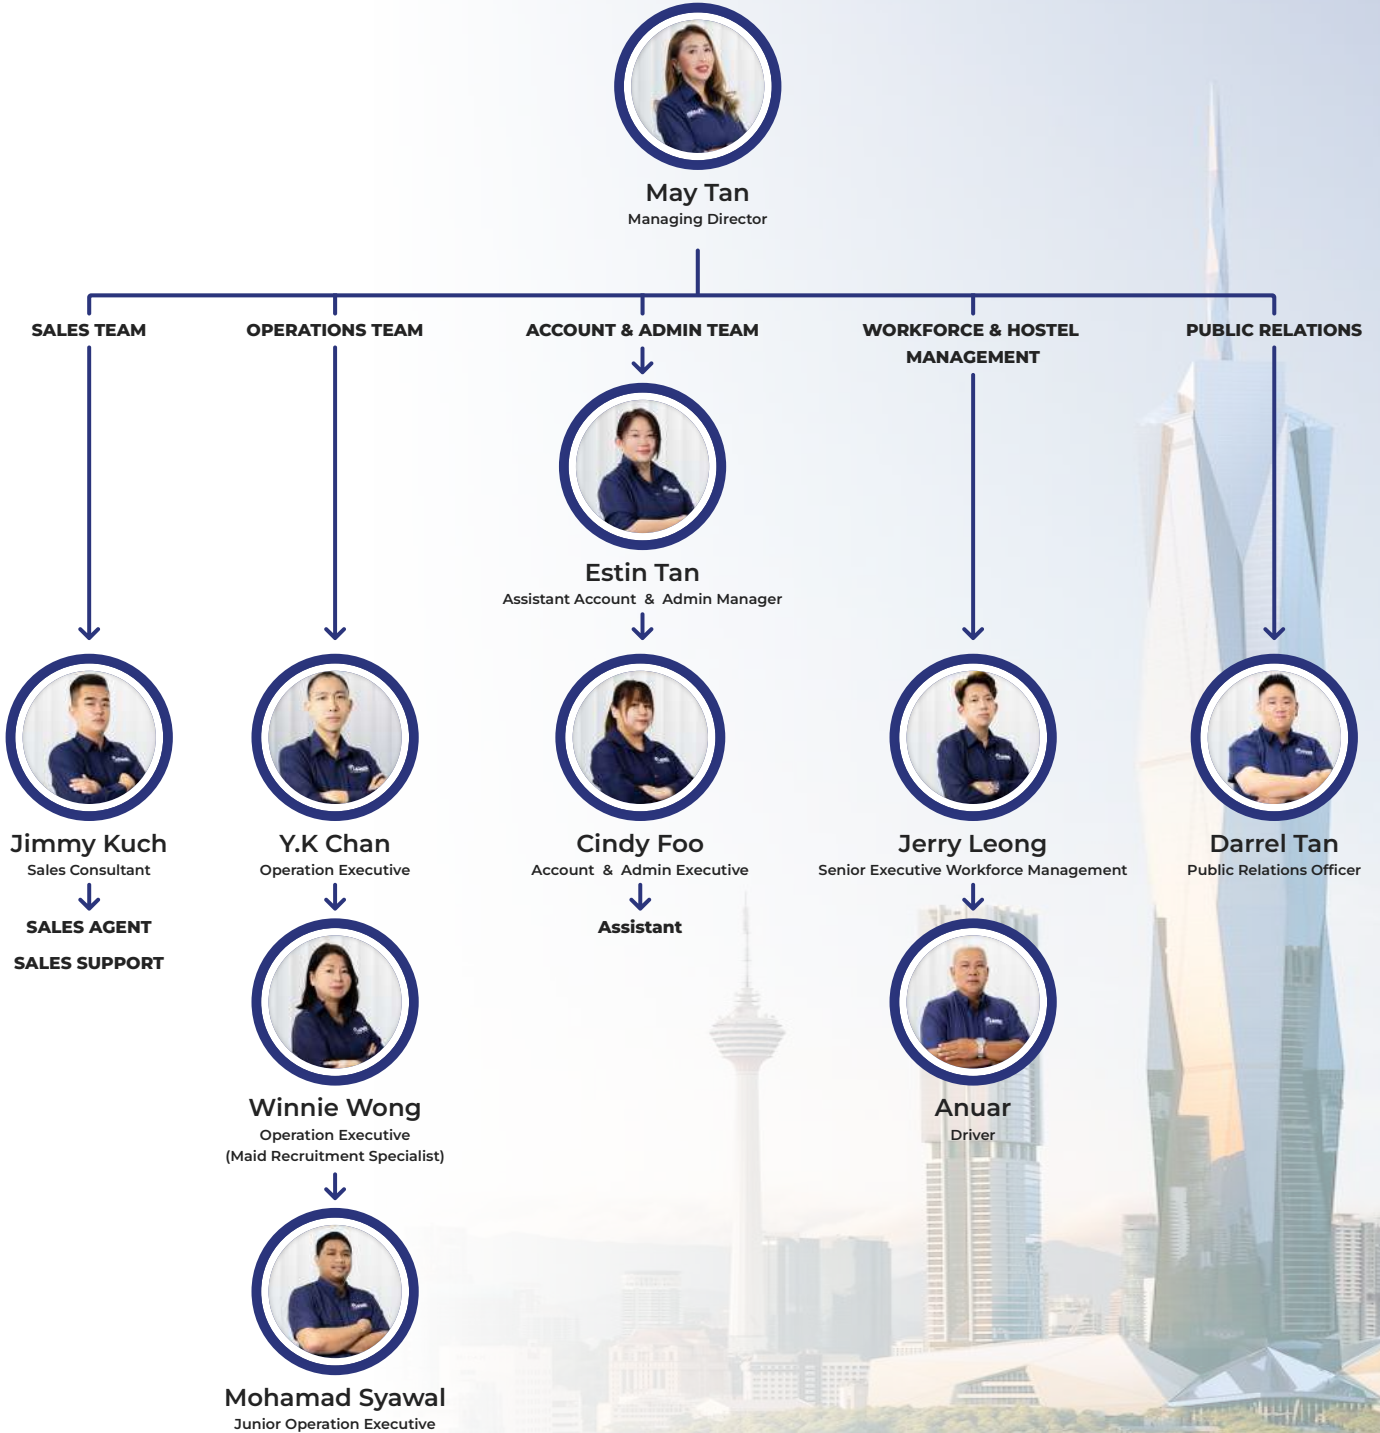 May Tan
Managing Director
SALES TEAM
OPERATIONS TEAM
ACCOUNT & ADMIN TEAM
WORKFORCE & HOSTEL
MANAGEMENT
PUBLIC RELATIONS
Estin Tan
Assistant Account & Admin Manager
Jimmy Kuch
Sales Consultant
SALES AGENT
SALES SUPPORT
Y.K Chan
Operation Executive
Winnie Wong
Operation Executive
(Maid Recruitment Specialist)
Mohamad Syawal
Junior Operation Executive
Cindy Foo
Account & Admin Executive
Assistant
Jerry Leong
Senior Executive Workforce Management
Anuar
Driver
Darrel Tan
Public Relations Officer